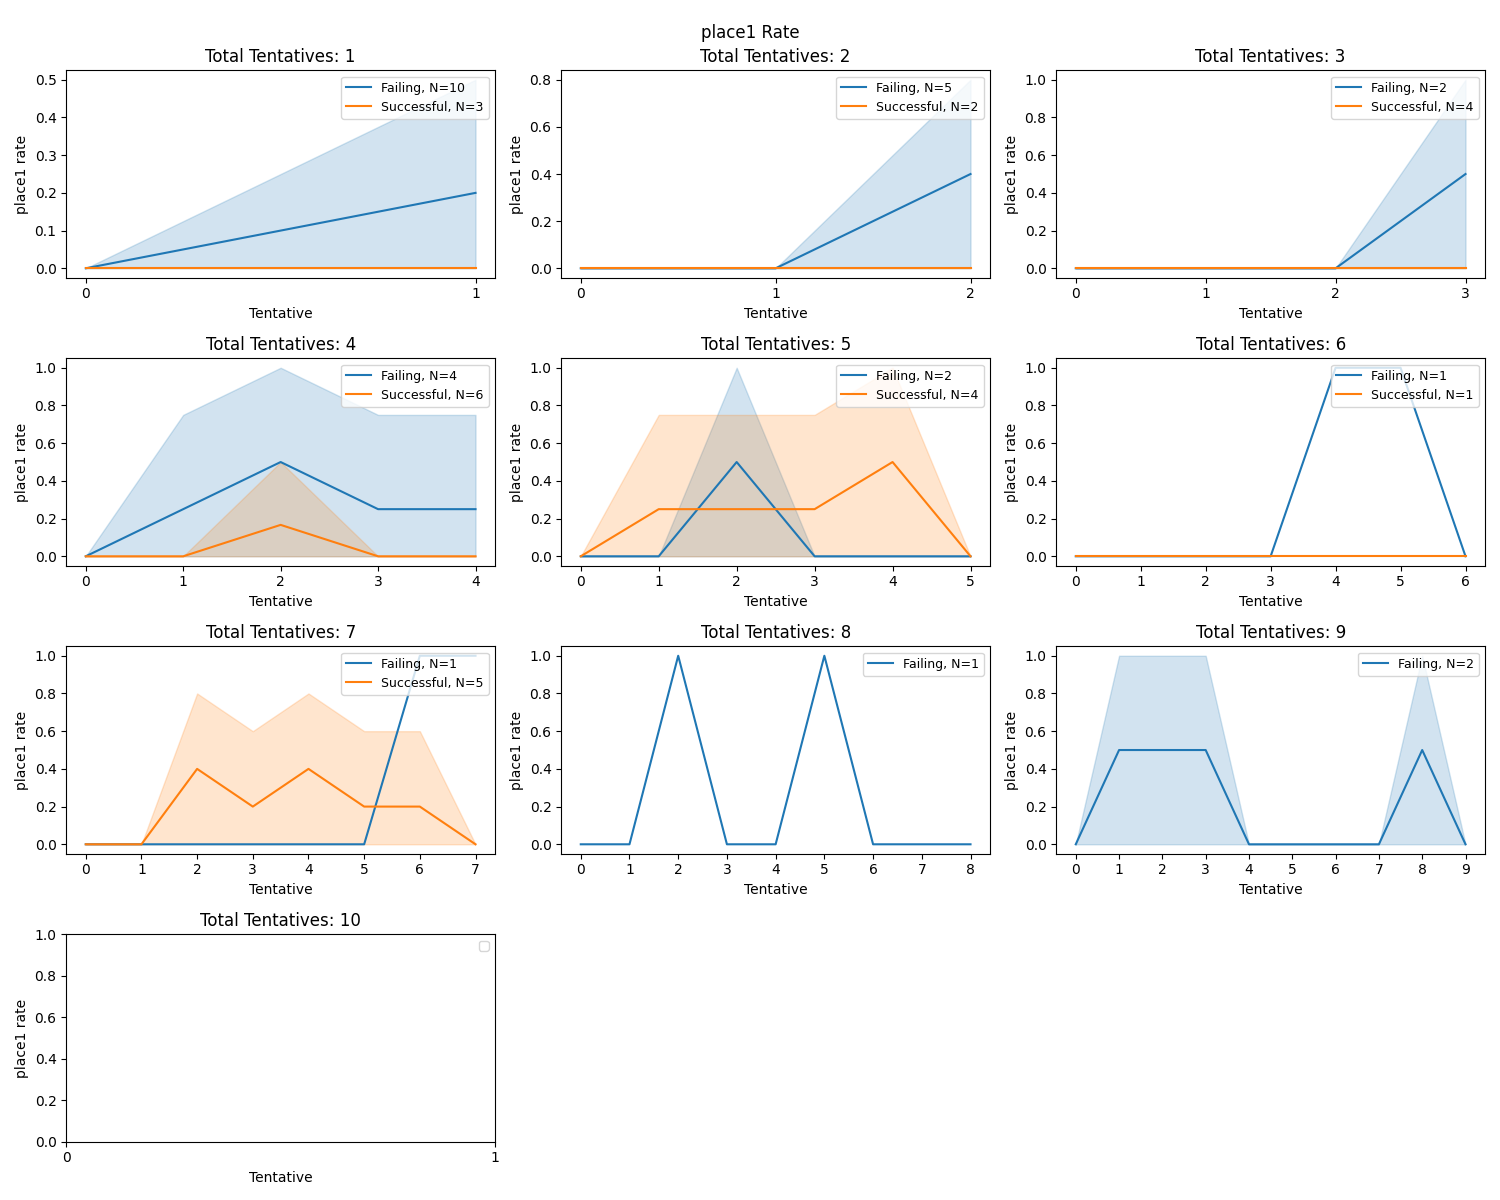 place1 Rate
Total Tentatives: 1
0.5
0.4
0.3
0.2
0.1
0.0
place1 rate
Failing, N=10
Successful, N=3
0 1
Tentative
Total Tentatives: 2
0.8
0.6
0.4
0.2
0.0
place1 rate
Failing, N=5
Successful, N=2
0 1 2
Tentative
Total Tentatives: 3
1.0
0.8
0.6
0.4
0.2
0.0
place1 rate
Failing, N=2
Successful, N=4
0 1 2 3
Tentative
Total Tentatives: 4
1.0
0.8
0.6
0.4
0.2
0.0
place1 rate
Failing, N=4
Successful, N=6
0 1 2 3 4
Tentative
Total Tentatives: 5
1.0
0.8
0.6
0.4
0.2
0.0
place1 rate
Failing, N=2
Successful, N=4
0 1 2 3 4 5
Tentative
Total Tentatives: 6
1.0
0.8
0.6
0.4
0.2
0.0
place1 rate
Failing, N=1
Successful, N=1
0 1 2 3 4 5 6
Tentative
Total Tentatives: 7
1.0
0.8
0.6
0.4
0.2
0.0
place1 rate
Failing, N=1
Successful, N=5
0 1 2 3 4 5 6 7
Tentative
Total Tentatives: 8
1.0
0.8
0.6
0.4
0.2
0.0
place1 rate
Failing, N=1
0 1 2 3 4 5 6 7 8
Tentative
Total Tentatives: 9
1.0
0.8
0.6
0.4
0.2
0.0
place1 rate
Failing, N=2
0 1 2 3 4 5 6 7 8 9
Tentative
Total Tentatives: 10
1.0
0.8
0.6
0.4
0.2
0.0
place1 rate
0 1
Tentative